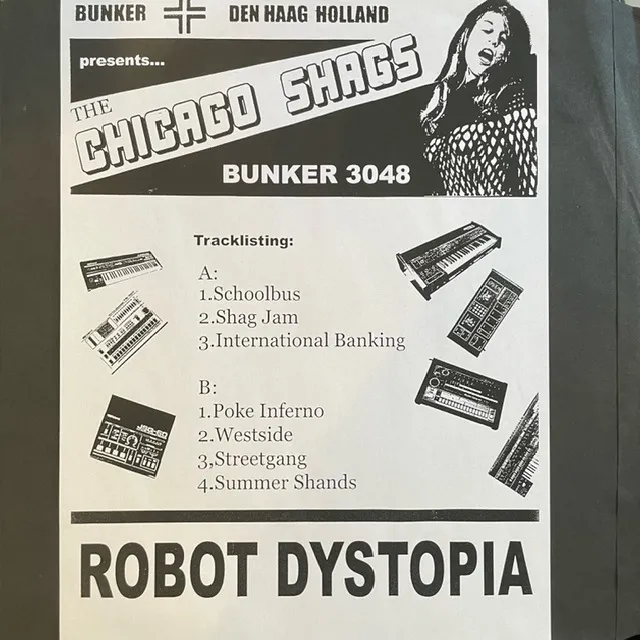 BUNKER DEN HAAG HOLLAND
presents...
THE
CHICAGO SHAGS
BUNKER 3048
Tracklisting:
A:
1.Schoolbus
2.Shag Jam
3.International Banking
B:
1.Poke Inferno
2.Westside
3,Streetgang
4.Summer Shands
ROBOT DYSTOPIA